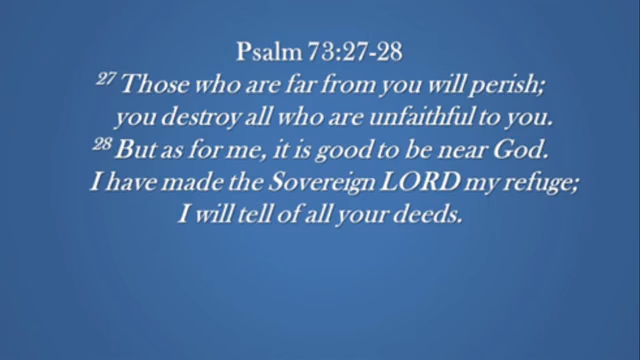 Psalm 73:27-28
27 Those who are far from you will perish;
you destroy all who are unfaithful to you.
28 But as for me, it is good to be near God.
I have made the Sovereign LORD my refuge;
I will tell of all your deeds.